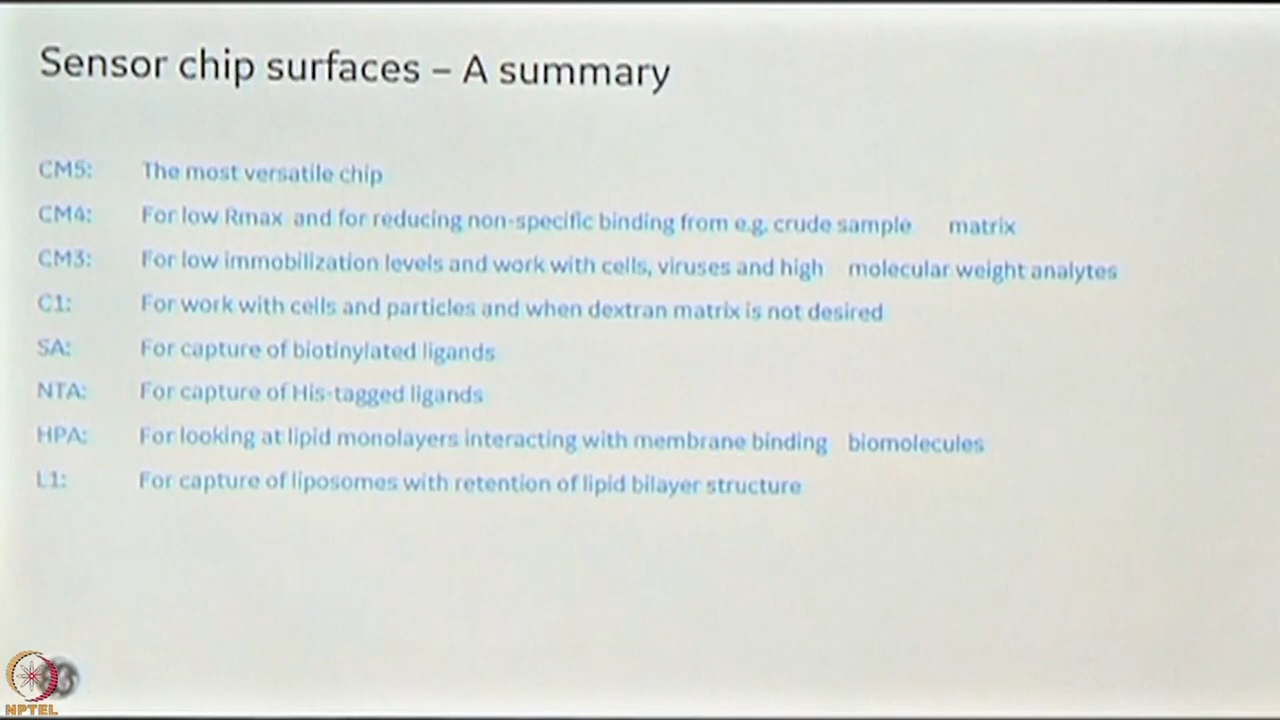 Sensor chip surfaces – A summary
CM5: The most versatile chip
CM4: For low Rmax and for reducing non-specific binding from e.g. crude sample matrix
CM3: For low immobilization levels and work with cells, viruses and high molecular weight analytes
C1: For work with cells and particles and when dextran matrix is not desired
SA: For capture of biotinylated ligands
NTA: For capture of His-tagged ligands
HPA: For looking at lipid monolayers interacting with membrane binding biomolecules
L1: For capture of liposomes with retention of lipid bilayer structure
NPTEL